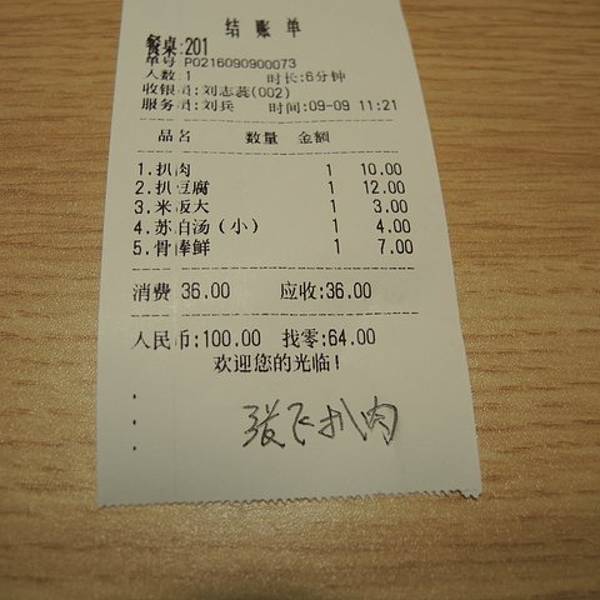 结账单
餐桌:201
单号 P0216090900073
人数 1 时长:6分钟
收银员:刘志蕊(002)
服务员:刘兵 时间:09-09 11:21
品名 数量 金额
1.扒肉 1 10.00
2.扒豆腐 1 12.00
3.米饭大 1 3.00
4.苏泊汤(小) 1 4.00
5.骨棒鲜 1 7.00
消费 36.00 应收:36.00
人民币:100.00 找零:64.00
欢迎您的光临!
张飞扒肉